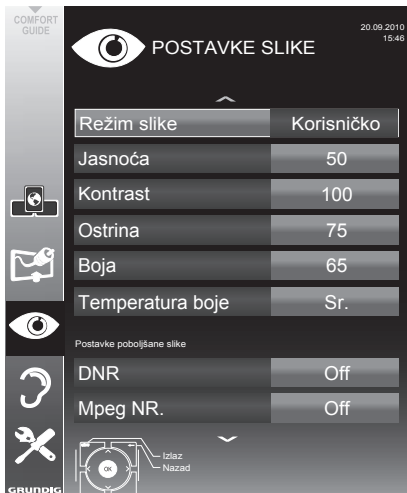 COMFORT
GUIDE
POSTAVKE SLIKE
20.09.2010
15:46
Režim slike Korisničko
Jasnoća 50
Kontrast 100
Ostrina 75
Boja 65
Temperatura boje Sr.
Postavke poboljšane slike
DNR Off
Mpeg NR. Off
Izlaz
Nazad
OK
GRUNDIG